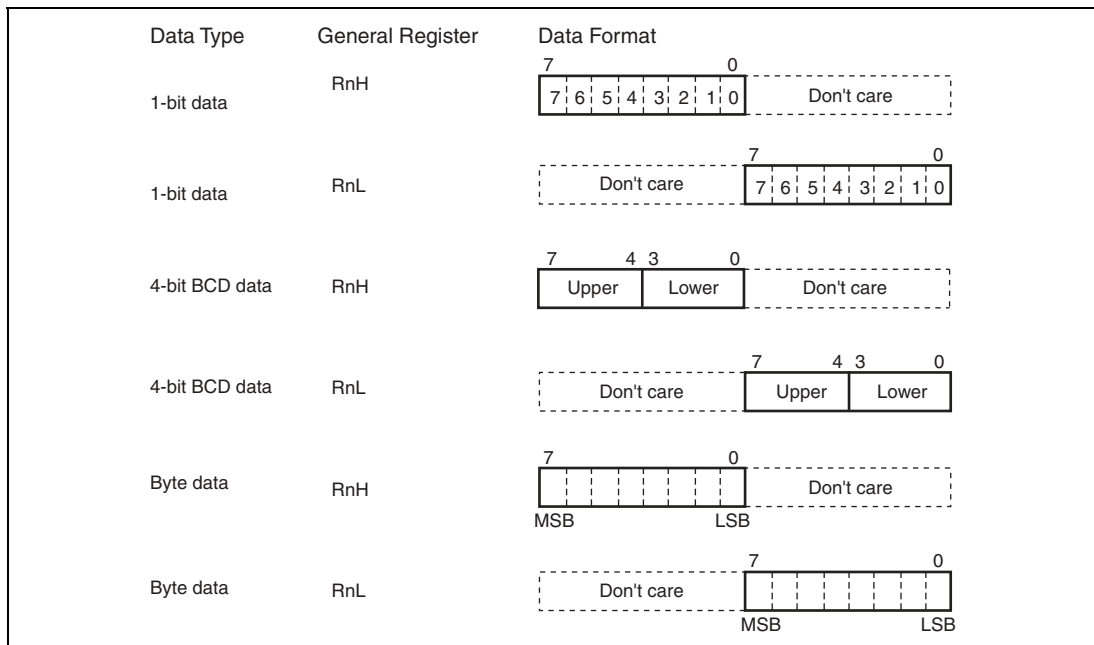 Data Type General Register Data Format
7 0
1-bit data RnH 7 6 5 4 3 2 1 0 Don't care
7 0
1-bit data RnL Don't care 7 6 5 4 3 2 1 0
7 4 3 0
4-bit BCD data RnH Upper Lower Don't care
7 4 3 0
4-bit BCD data RnL Don't care Upper Lower
7 0
Byte data RnH Don't care
MSB LSB
7 0
Byte data RnL Don't care
MSB LSB